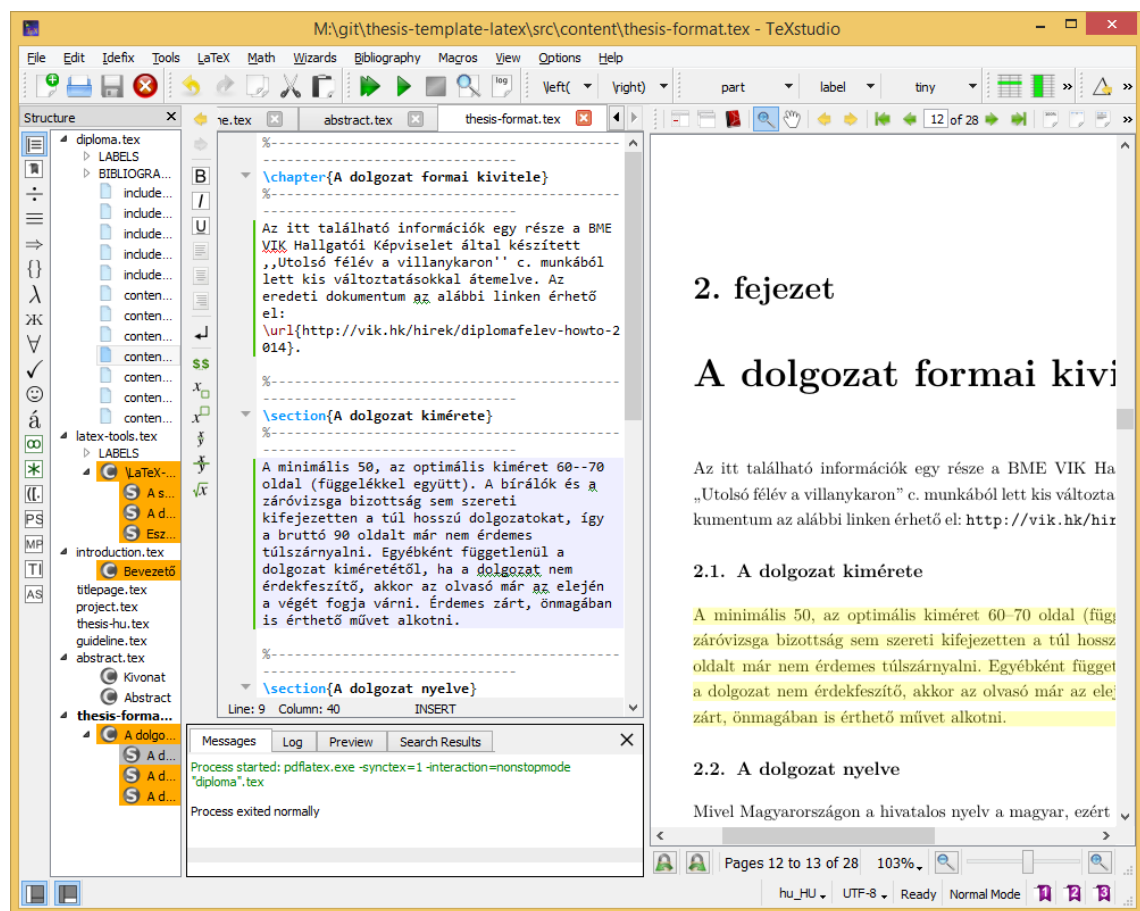 M:\git\thesis-template-latex\src\content\thesis-format.tex - TeXstudio
File Edit Idefix Tools LaTeX Math Wizards Bibliography Macros View Options Help
log \left( \right) part label tiny »
Structure
ne.tex abstract.tex thesis-format.tex
12 of 28 »
diploma.tex
LABELS
BIBLIOGRA...
include...
include...
include...
include...
include...
conten...
conten...
conten...
conten...
conten...
conten...
conten...
latex-tools.tex
LABELS
\LaTeX-...
A s...
A d...
Esz...
introduction.tex
Bevezető
titlepage.tex
project.tex
thesis-hu.tex
guideline.tex
abstract.tex
Kivonat
Abstract
thesis-forma...
A dolgo...
A d...
A d...
A d...
%------------------------------------------------
-----------------------------------
\chapter{A dolgozat formai kivitele}
%------------------------------------------------
-----------------------------------
Az itt található információk egy része a BME
VIK Hallgatói Képviselet által készített
,,Utolsó félév a villanykaron'' c. munkából
lett kis változtatásokkal átemelve. Az
eredeti dokumentum az alábbi linken érhető
el:
\url{http://vik.hk/hirek/diplomafelev-howto-2
014}.
%------------------------------------------------
-----------------------------------
\section{A dolgozat kimérete}
%------------------------------------------------
-----------------------------------
A minimális 50, az optimális kiméret 60--70
oldal (függelékkel együtt). A bírálók és a
záróvizsga bizottság sem szereti
kifejezetten a túl hosszú dolgozatokat, így
a bruttó 90 oldalt már nem érdemes
túlszárnyalni. Egyébként függetlenül a
dolgozat kiméretétől, ha a dolgozat nem
érdekfeszítő, akkor az olvasó már az elején
a végét fogja várni. Érdemes zárt, önmagában
is érthető művet alkotni.
%------------------------------------------------
-----------------------------------
\section{A dolgozat nyelve}
Line: 9 Column: 40 INSERT
Messages Log Preview Search Results
Process started: pdflatex.exe -synctex=1 -interaction=nonstopmode
"diploma".tex
Process exited normally
2. fejezet
A dolgozat formai kivi
Az itt található információk egy része a BME VIK Ha
„Utolsó félév a villanykaron” c. munkából lett kis változta
kumentum az alábbi linken érhető el: http://vik.hk/hir
2.1. A dolgozat kimérete
A minimális 50, az optimális kiméret 60–70 oldal (függ
záróvizsga bizottság sem szereti kifejezetten a túl hossz
oldalt már nem érdemes túlszárnyalni. Egyébként függet
a dolgozat nem érdekfeszítő, akkor az olvasó már az elej
zárt, önmagában is érthető művet alkotni.
2.2. A dolgozat nyelve
Mivel Magyarországon a hivatalos nyelv a magyar, ezért
Pages 12 to 13 of 28 103%
hu_HU UTF-8 Ready Normal Mode 1 2 3